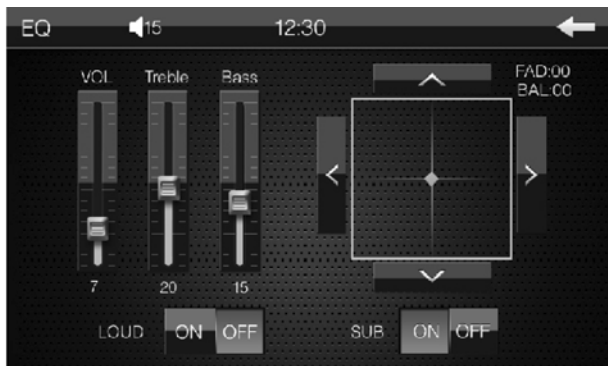 EQ 15 12:30
VOL Treble Bass
FAD:00
BAL:00
7 20 15
LOUD ON OFF SUB ON OFF